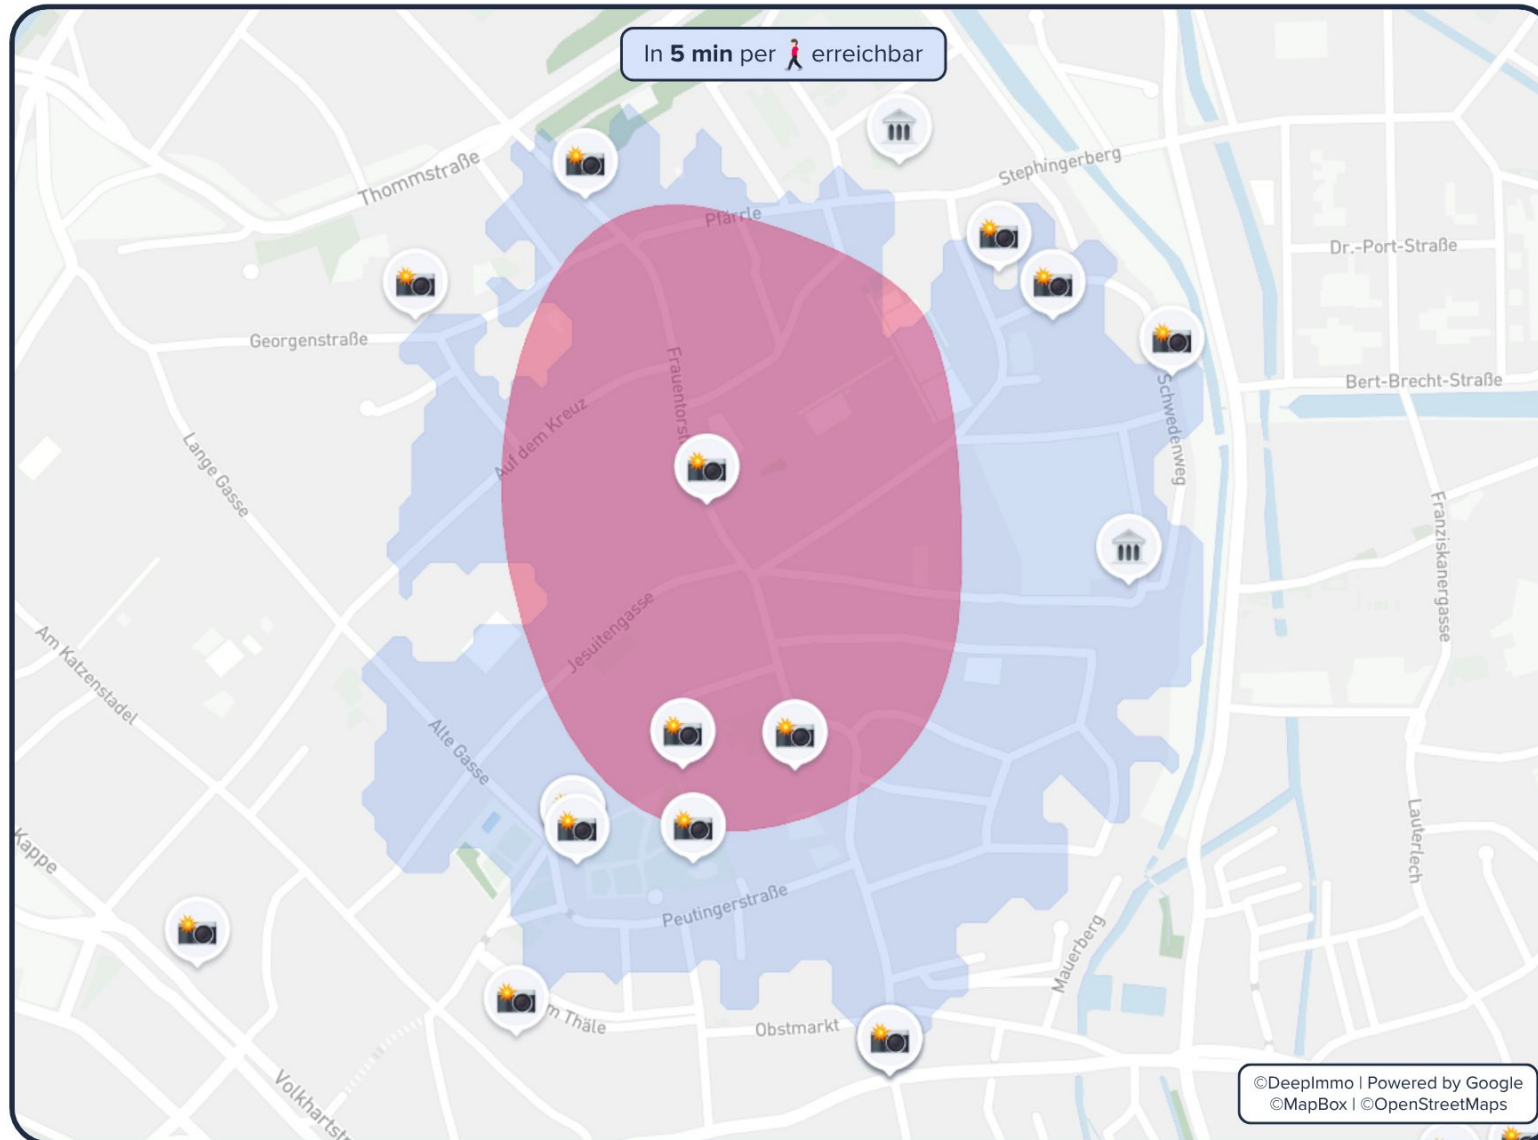 In 5 min per erreichbar
Thommstraße
Pfärrle
Stephingerberg
Dr.-Port-Straße
Georgenstraße
Frauentorstr
Bert-Brecht-Straße
Schwedenweg
Auf dem Kreuz
Lange Gasse
Franziskanergasse
Jesuitengasse
Am Katzenstadel
Alte Gasse
Kappe
Lauterlech
Peutingerstraße
Mauerberg
m Thäle
Obstmarkt
Volkhartstr
©DeepImmo | Powered by Google
©MapBox | ©OpenStreetMaps